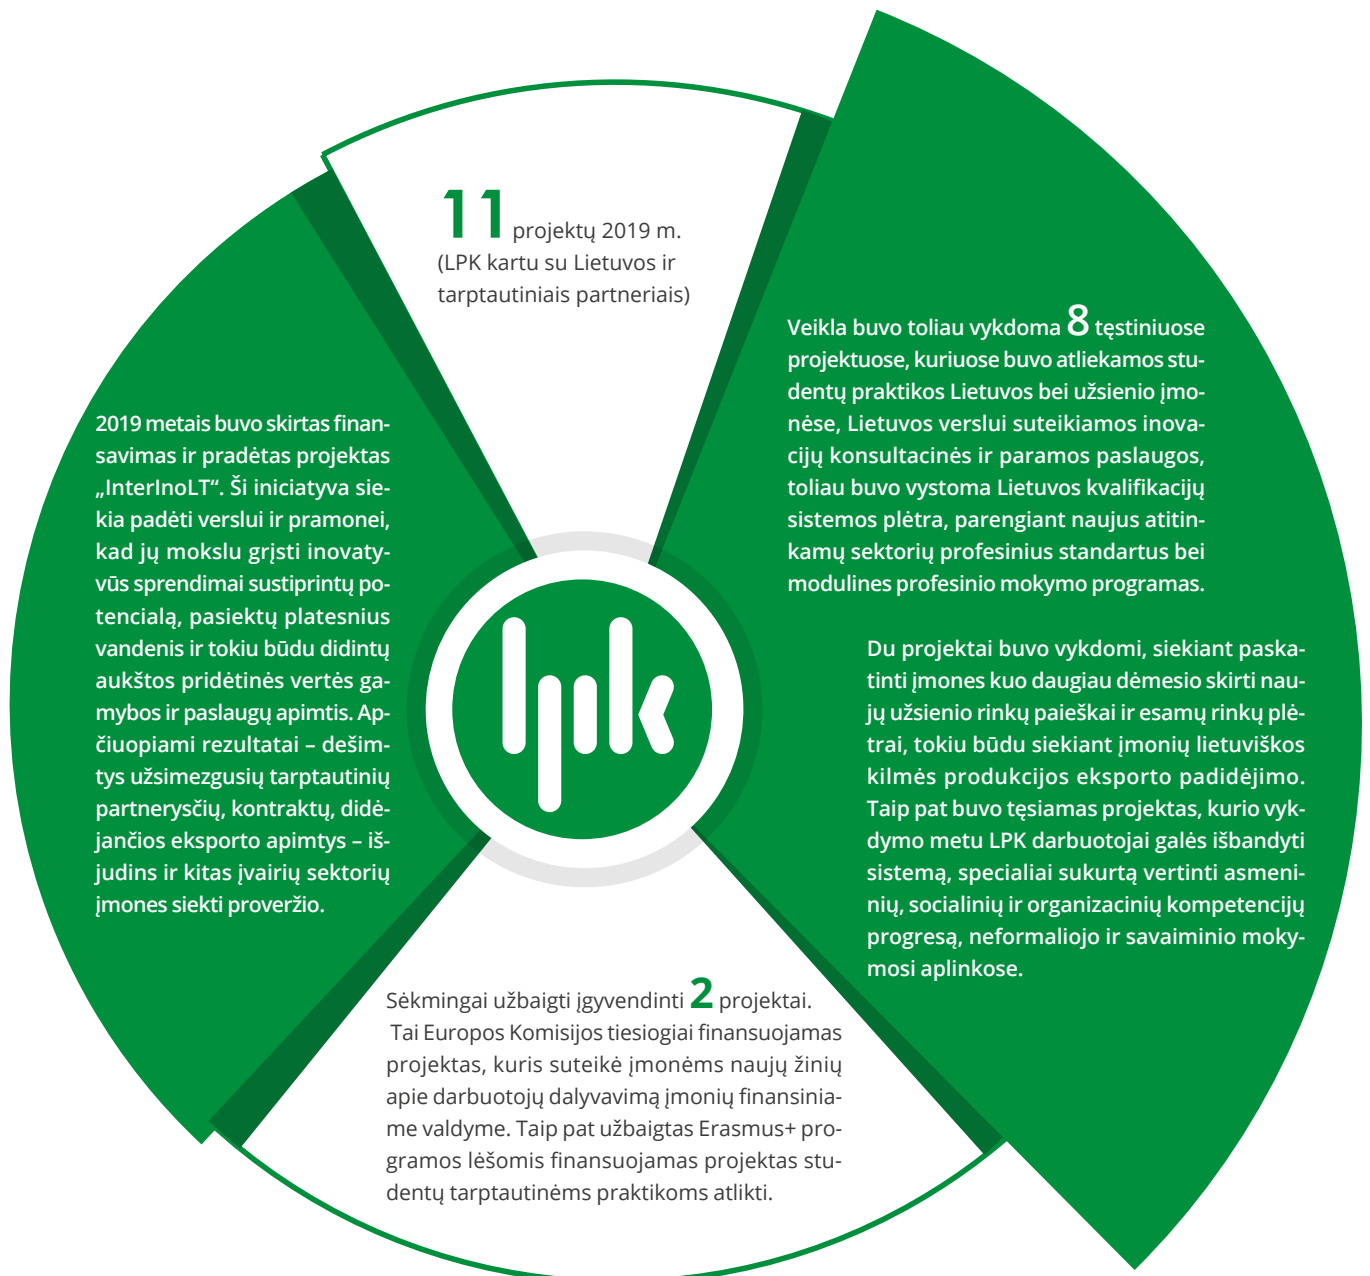 11 projektų 2019 m.
(LPK kartu su Lietuvos ir
tarptautiniais partneriais)
Veikla buvo toliau vykdoma 8 tęstiniuose
projektuose, kuriuose buvo atliekamos stu-
dentų praktikos Lietuvos bei užsienio įmo-
nėse, Lietuvos verslui suteikiamos inova-
cijų konsultacinės ir paramos paslaugos,
toliau buvo vystoma Lietuvos kvalifikacijų
sistemos plėtra, parengiant naujus atitin-
kamų sektorių profesinius standartus bei
modulines profesinio mokymo programas.
Du projektai buvo vykdomi, siekiant paska-
tinti įmones kuo daugiau dėmesio skirti nau-
jų užsienio rinkų paieškai ir esamų rinkų plė-
trai, tokiu būdu siekiant įmonių lietuviškos
kilmės produkcijos eksporto padidėjimo.
Taip pat buvo tęsiamas projektas, kurio vyk-
dymo metu LPK darbuotojai galės išbandyti
sistemą, specialiai sukurtą vertinti asmeni-
nių, socialinių ir organizacinių kompetencijų
progresą, neformaliojo ir savaiminio moky-
mosi aplinkose.
2019 metais buvo skirtas finan-
savimas ir pradėtas projektas
„InterInoLT“. Ši iniciatyva sie-
kia padėti verslui ir pramonei,
kad jų mokslu grįsti inovaty-
vūs sprendimai sustiprintų po-
tencialą, pasiektų platesnius
vandenis ir tokiu būdu didintų
aukštos pridėtinės vertės ga-
mybos ir paslaugų apimtis. Ap-
čiuopiami rezultatai – dešim-
tys užsimezgusių tarptautinių
partnerysčių, kontraktų, didė-
jančios eksporto apimtys – iš-
judins ir kitas įvairių sektorių
įmones siekti proveržio.
lpk
Sėkmingai užbaigti įgyvendinti 2 projektai.
Tai Europos Komisijos tiesiogiai finansuojamas
projektas, kuris suteikė įmonėms naujų žinių
apie darbuotojų dalyvavimą įmonių finansinia-
me valdyme. Taip pat užbaigtas Erasmus+ pro-
gramos lėšomis finansuojamas projektas stu-
dentų tarptautinėms praktikoms atlikti.